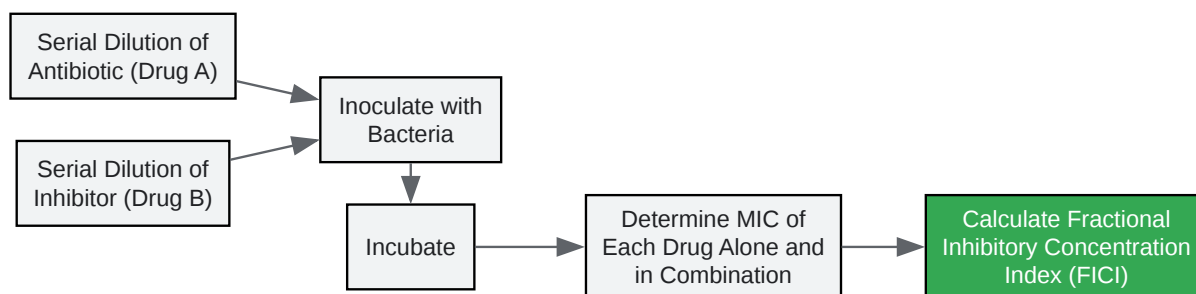 Serial Dilution of
Antibiotic (Drug A)
Serial Dilution of
Inhibitor (Drug B)
Inoculate with
Bacteria
Incubate
Determine MIC of
Each Drug Alone and
in Combination
Calculate Fractional
Inhibitory Concentration
Index (FICI)